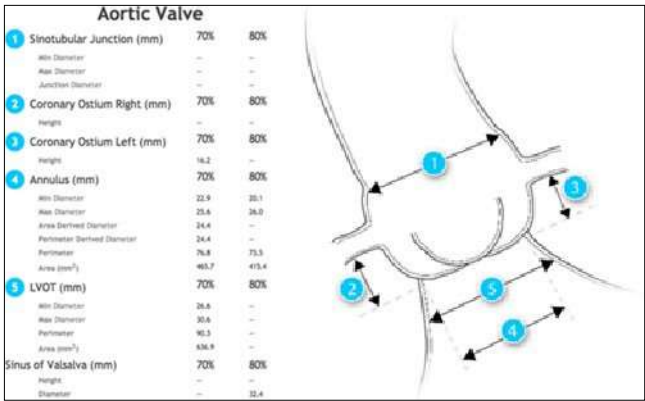 Aortic Valve
1 Sinotubular Junction (mm) 70% 80%
Min Diameter – –
Max Diameter – –
Junction Diameter – –
2 Coronary Ostium Right (mm) 70% 80%
Height – –
3 Coronary Ostium Left (mm) 70% 80%
Height 16.2 –
4 Annulus (mm) 70% 80%
Min Diameter 22.9 20.1
Max Diameter 25.6 26.0
Area Derived Diameter 24.4 –
Perimeter Derived Diameter 24.4 –
Perimeter 76.8 73.5
Area (mm²) 465.7 415.4
5 LVOT (mm) 70% 80%
Min Diameter 26.6 –
Max Diameter 30.6 –
Perimeter 90.3 –
Area (mm²) 636.9 –
Sinus of Valsalva (mm) 70% 80%
Height – –
Diameter – 32.4
1
3
2
5
4